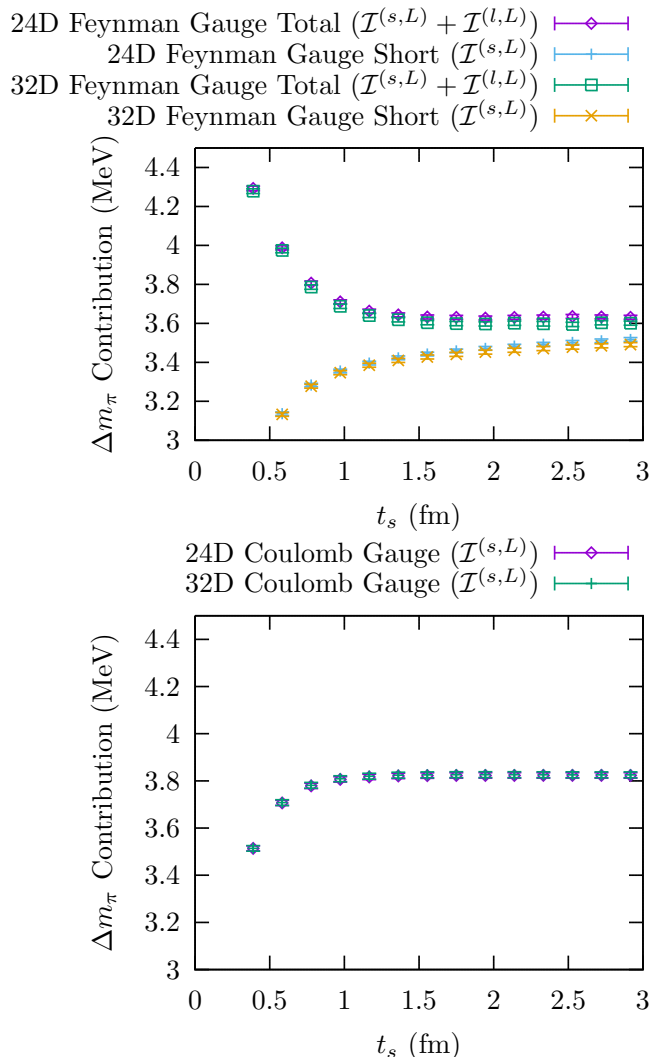 24D Feynman Gauge Total (𝓘^(s,L) + 𝓘^(l,L))
24D Feynman Gauge Short (𝓘^(s,L))
32D Feynman Gauge Total (𝓘^(s,L) + 𝓘^(l,L))
32D Feynman Gauge Short (𝓘^(s,L))
4.4
4.2
4
3.8
3.6
3.4
3.2
3
Δm_π Contribution (MeV)
0 0.5 1 1.5 2 2.5 3
t_s (fm)
24D Coulomb Gauge (𝓘^(s,L))
32D Coulomb Gauge (𝓘^(s,L))
4.4
4.2
4
3.8
3.6
3.4
3.2
3
Δm_π Contribution (MeV)
0 0.5 1 1.5 2 2.5 3
t_s (fm)